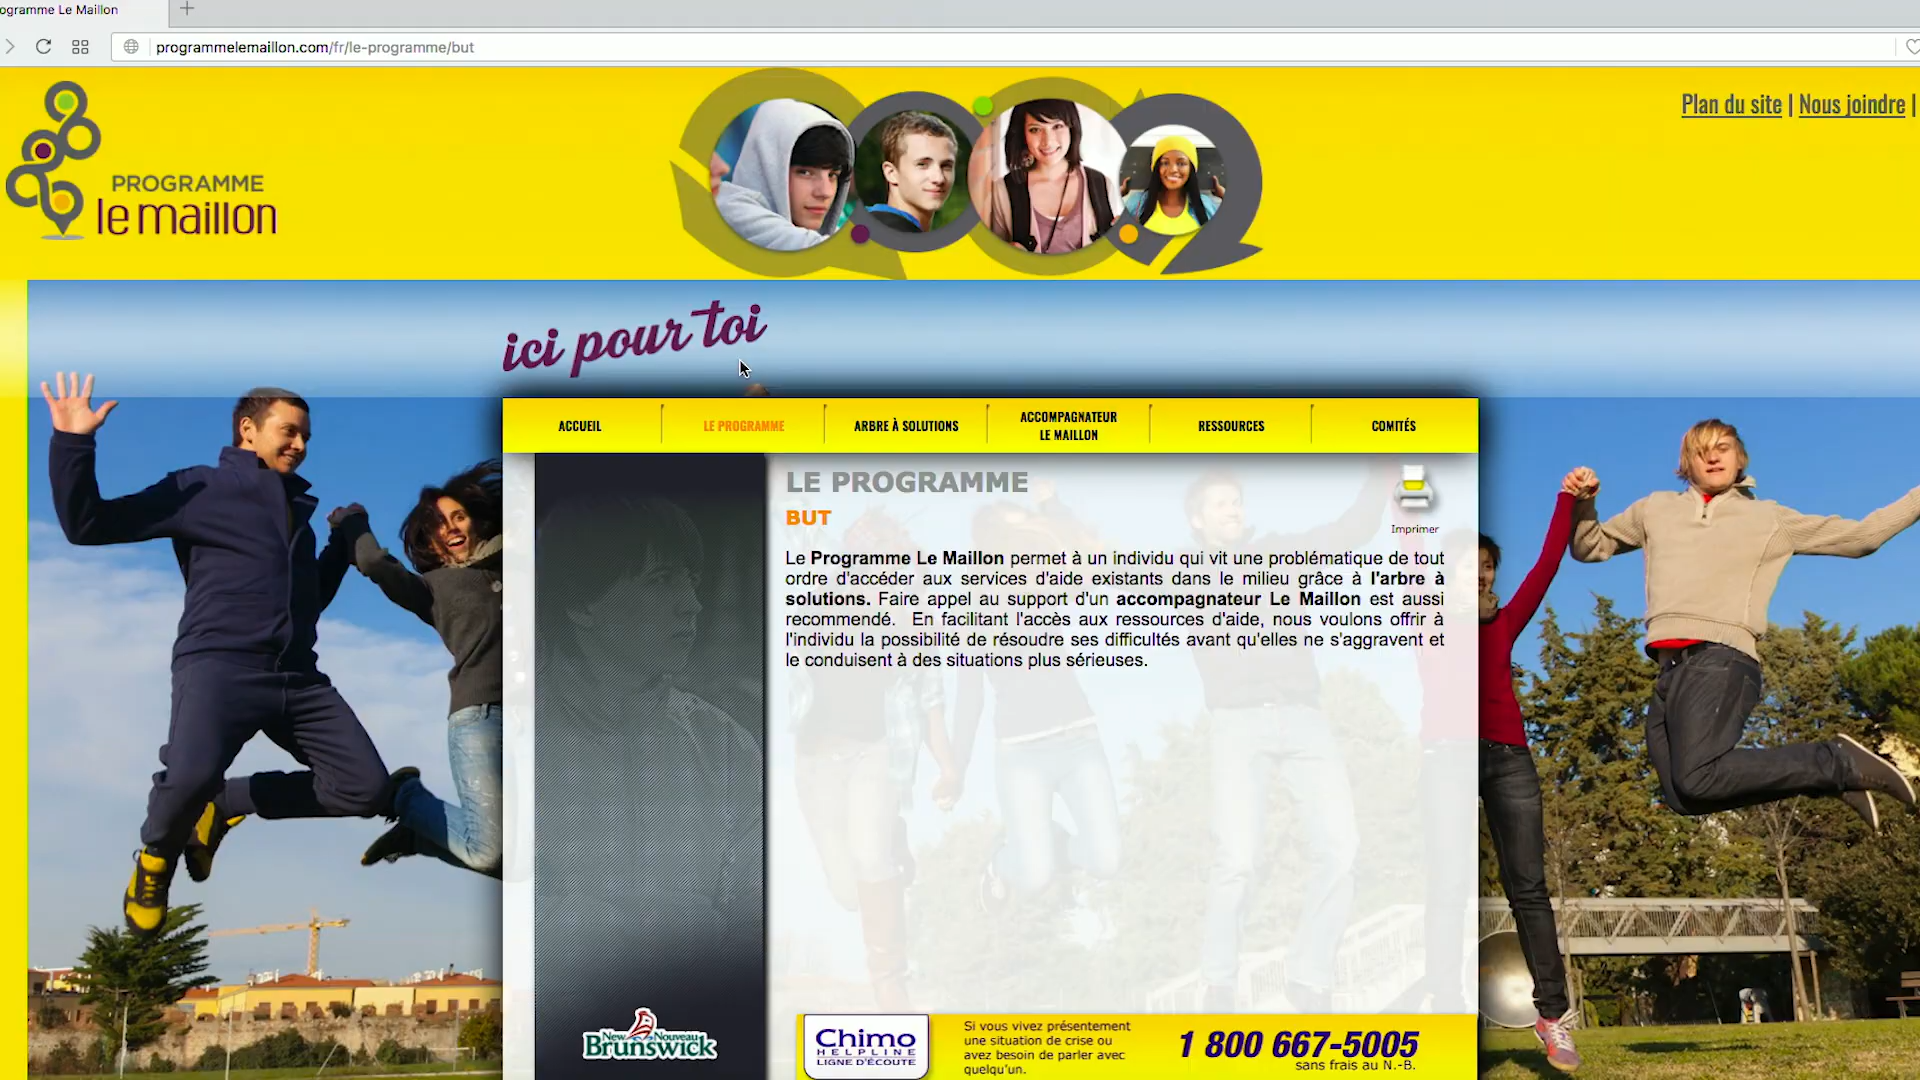 ogramme Le Maillon
programmelemaillon.com/fr/le-programme/but
Plan du site | Nous joindre |
PROGRAMME
le maillon
ici pour toi
ACCUEIL
LE PROGRAMME
ARBRE À SOLUTIONS
ACCOMPAGNATEUR
LE MAILLON
RESSOURCES
COMITÉS
LE PROGRAMME
BUT
Imprimer
Le Programme Le Maillon permet à un individu qui vit une problématique de tout
ordre d'accéder aux services d'aide existants dans le milieu grâce à l'arbre à
solutions. Faire appel au support d'un accompagnateur Le Maillon est aussi
recommendé. En facilitant l'accès aux ressources d'aide, nous voulons offrir à
l'individu la possibilité de résoudre ses difficultés avant qu'elles ne s'aggravent et
le conduisent à des situations plus sérieuses.
New Nouveau
Brunswick
Chimo
HELPLINE
LIGNE D'ÉCOUTE
Si vous vivez présentement
une situation de crise ou
avez besoin de parler avec
quelqu'un.
1 800 667-5005
sans frais au N.-B.